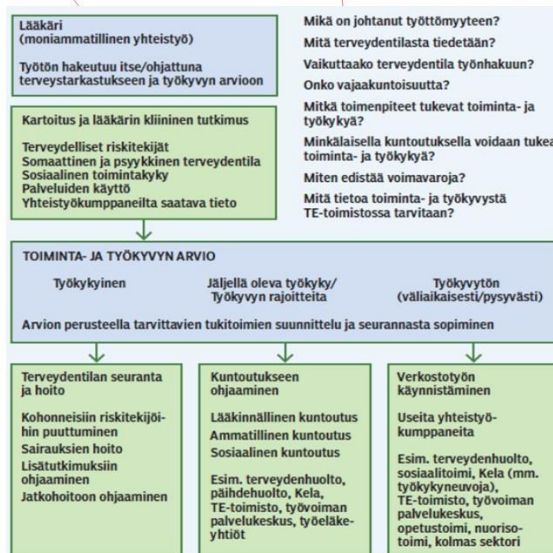 Lääkäri
(moniammatillinen yhteistyö)
Työtön hakeutuu itse/ohjattuna
terveystarkastukseen ja työkyvyn arvioon
Mikä on johtanut työttömyyteen?
Mitä terveydentilasta tiedetään?
Vaikuttaako terveydentila työnhakuun?
Onko vajaakuntoisuutta?
Mitkä toimenpiteet tukevat toiminta- ja
työkykyä?
Minkälaisella kuntoutuksella voidaan tukea
toiminta- ja työkykyä?
Miten edistää voimavaroja?
Mitä tietoa toiminta- ja työkyvystä
TE-toimistossa tarvitaan?
Kartoitus ja lääkärin kliininen tutkimus
Terveydelliset riskitekijät
Somaattinen ja psyykkinen terveydentila
Sosiaalinen toimintakyky
Palveluiden käyttö
Yhteistyökumppaneilta saatava tieto
TOIMINTA- JA TYÖKYVYN ARVIO
Työkykyinen
Jäljellä oleva työkyky/
Työkyvyn rajoitteita
Työkyvytön
(väliaikaisesti/pysyvästi)
Arvion perusteella tarvittavien tukitoimien suunnittelu ja seurannasta sopiminen
Terveydentilan seuranta
ja hoito
Kohonneisiin riskitekijöi-
hin puuttuminen
Sairauksien hoito
Lisätutkimuksiin
ohjaaminen
Jatkohoitoon ohjaaminen
Kuntoutukseen
ohjaaminen
Lääkinnällinen kuntoutus
Ammatillinen kuntoutus
Sosiaalinen kuntoutus
Esim. terveydenhuolto,
päihdehuolto, Kela,
TE-toimisto, työvoiman
palvelukeskus, työeläke-
yhtiöt
Verkostotyön
käynnistäminen
Useita yhteistyö-
kumppaneita
Esim. terveydenhuolto,
sosiaalitoimi, Kela (mm.
työkykyneuvoja),
TE-toimisto, työvoiman
palvelukeskus,
opetustoimi, nuoriso-
toimi, kolmas sektori